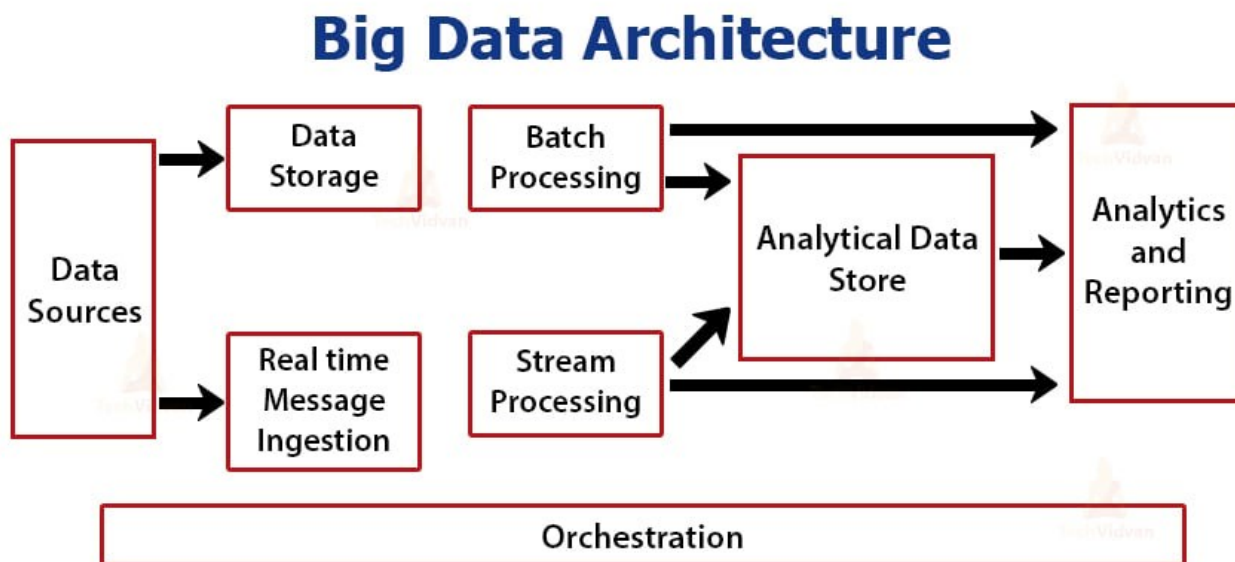 Big Data Architecture
Data
Sources
Data
Storage
Real time
Message
Ingestion
Batch
Processing
Stream
Processing
Analytical Data
Store
Analytics
and
Reporting
Orchestration